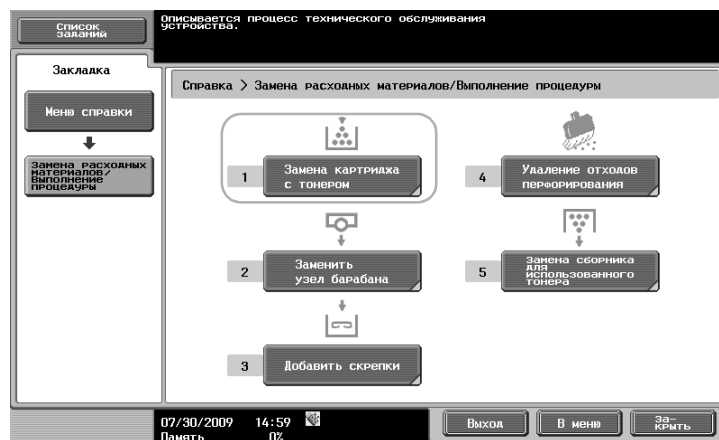 Список
заданий
Описывается процесс технического обслуживания
устройства.
Закладка
Меню справки
Замена расходных
материалов/
Выполнение
процедуры
Справка > Замена расходных материалов/Выполнение процедуры
1
Замена картриджа
с тонером
2
Заменить
узел барабана
3
Добавить скрепки
4
Удаление отходов
перфорирования
5
Замена сборника
для
использованного
тонера
07/30/2009 14:59
Память 0%
Выход
В меню
За-
крыть